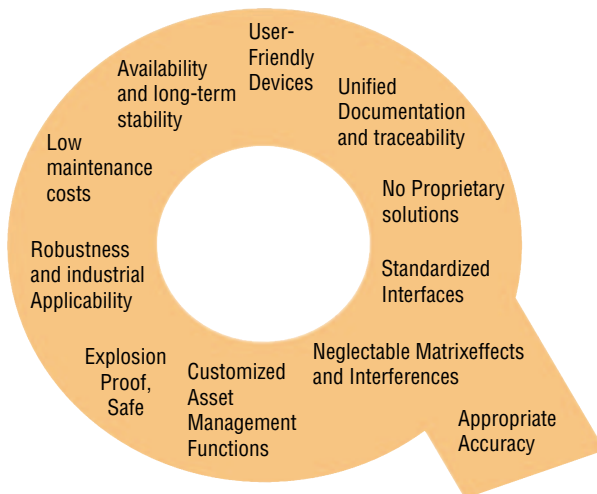 User-
Friendly
Devices
Unified
Documentation
and traceability
No Proprietary
solutions
Standardized
Interfaces
Neglectable Matrixeffects
and Interferences
Appropriate
Accuracy
Customized
Asset
Management
Functions
Explosion
Proof,
Safe
Robustness
and industrial
Applicability
Low
maintenance
costs
Availability
and long-term
stability